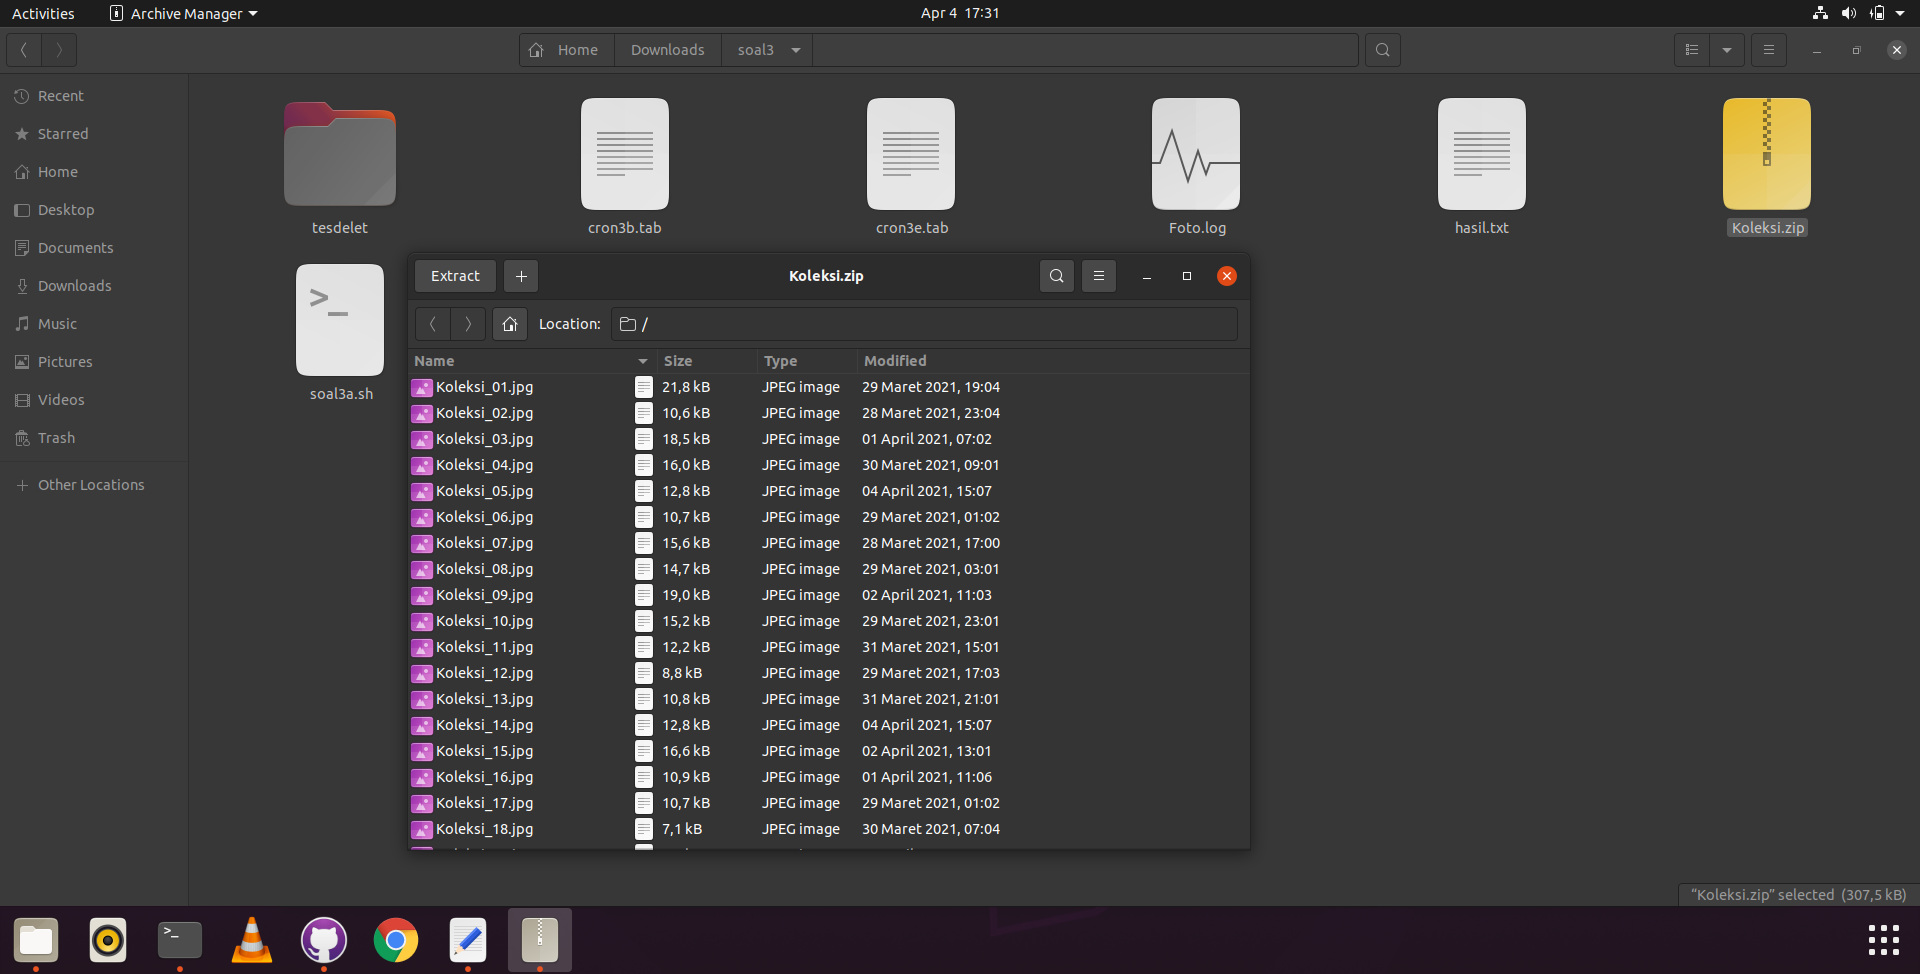 Activities Archive Manager Apr 4 17:31
Home Downloads soal3
Recent
Starred
Home
Desktop
Documents
Downloads
Music
Pictures
Videos
Trash
Other Locations
tesdelet cron3b.tab cron3e.tab Foto.log hasil.txt Koleksi.zip
soal3a.sh
Extract Koleksi.zip
Location: /
Name Size Type Modified
Koleksi_01.jpg 21,8 kB JPEG image 29 Maret 2021, 19:04
Koleksi_02.jpg 10,6 kB JPEG image 28 Maret 2021, 23:04
Koleksi_03.jpg 18,5 kB JPEG image 01 April 2021, 07:02
Koleksi_04.jpg 16,0 kB JPEG image 30 Maret 2021, 09:01
Koleksi_05.jpg 12,8 kB JPEG image 04 April 2021, 15:07
Koleksi_06.jpg 10,7 kB JPEG image 29 Maret 2021, 01:02
Koleksi_07.jpg 15,6 kB JPEG image 28 Maret 2021, 17:00
Koleksi_08.jpg 14,7 kB JPEG image 29 Maret 2021, 03:01
Koleksi_09.jpg 19,0 kB JPEG image 02 April 2021, 11:03
Koleksi_10.jpg 15,2 kB JPEG image 29 Maret 2021, 23:01
Koleksi_11.jpg 12,2 kB JPEG image 31 Maret 2021, 15:01
Koleksi_12.jpg 8,8 kB JPEG image 29 Maret 2021, 17:03
Koleksi_13.jpg 10,8 kB JPEG image 31 Maret 2021, 21:01
Koleksi_14.jpg 12,8 kB JPEG image 04 April 2021, 15:07
Koleksi_15.jpg 16,6 kB JPEG image 02 April 2021, 13:01
Koleksi_16.jpg 10,9 kB JPEG image 01 April 2021, 11:06
Koleksi_17.jpg 10,7 kB JPEG image 29 Maret 2021, 01:02
Koleksi_18.jpg 7,1 kB JPEG image 30 Maret 2021, 07:04
“Koleksi.zip” selected (307,5 kB)